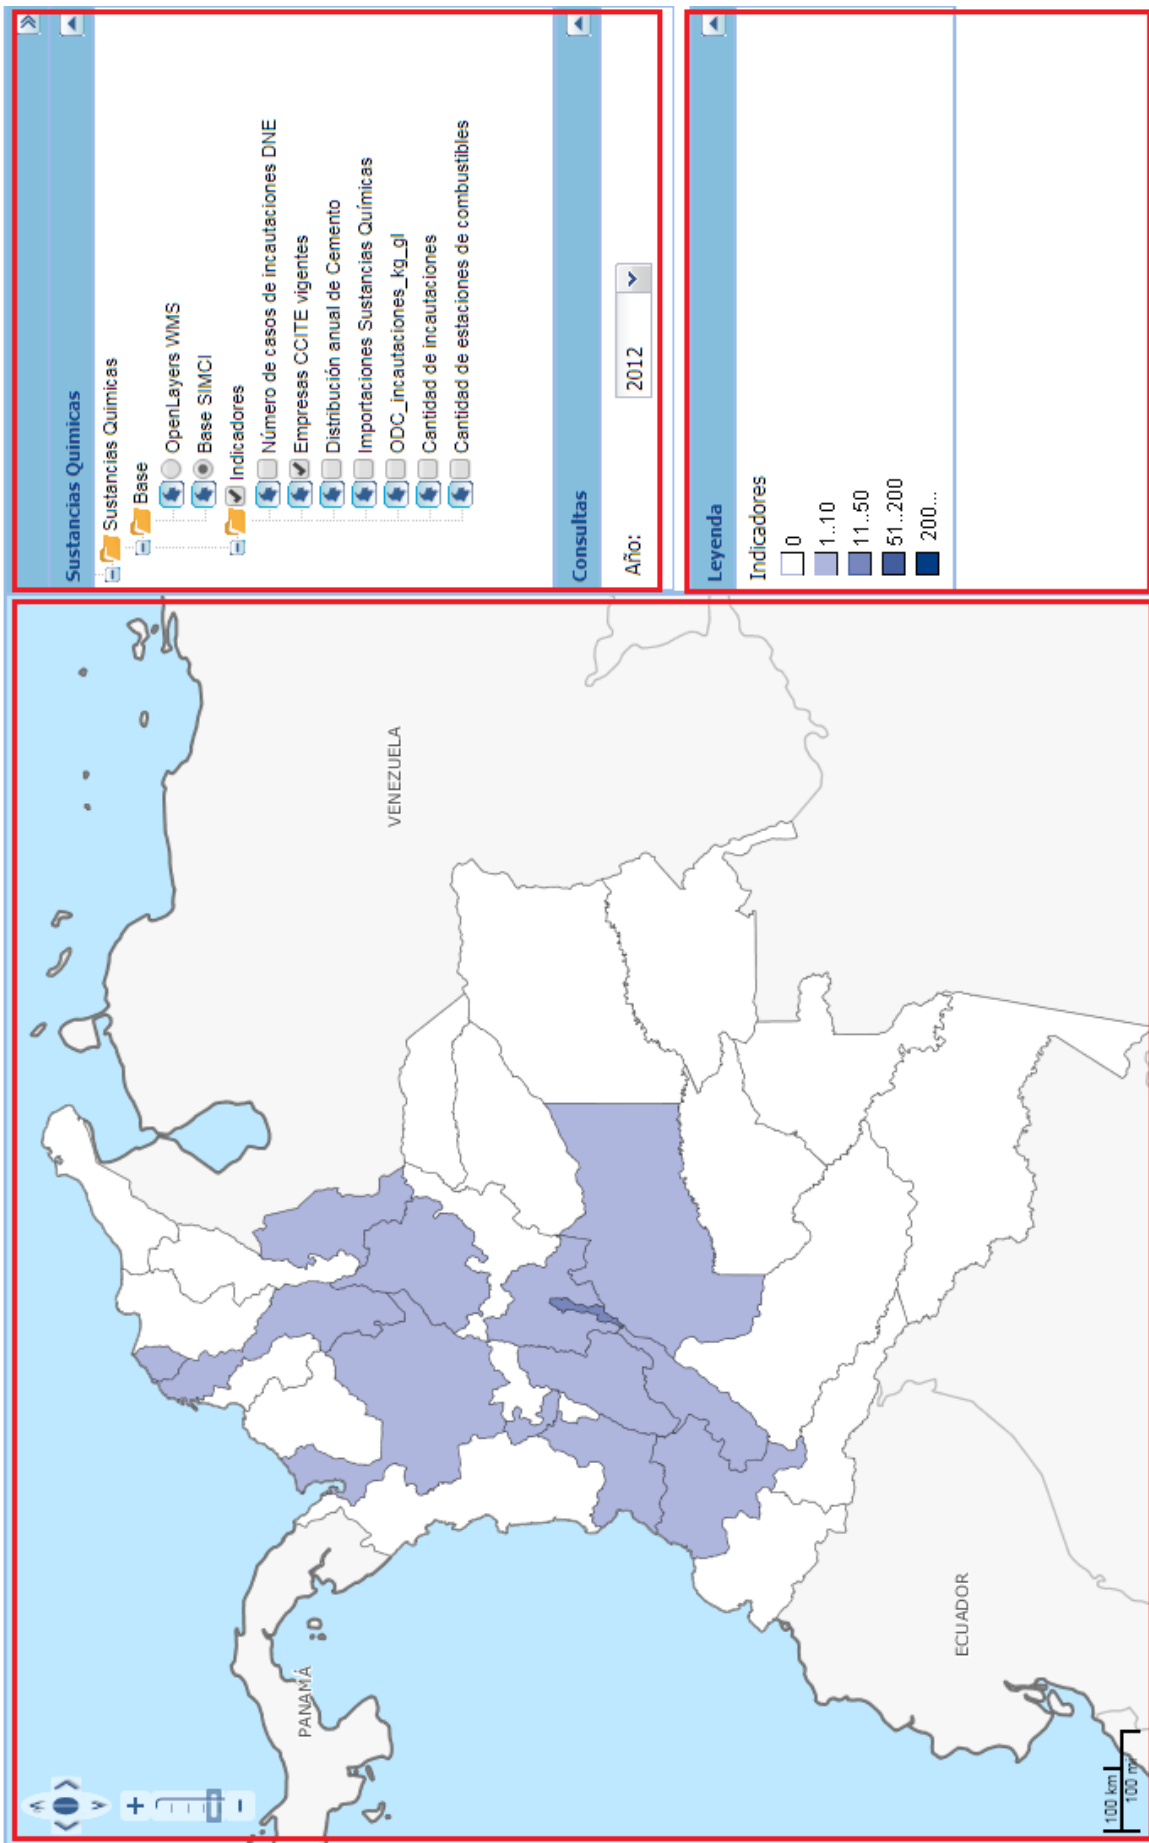 Sustancias Quimicas
Sustancias Quimicas
Base
OpenLayers WMS
Base SIMCI
Indicadores
Número de casos de incautaciones DNE
Empresas CCITE vigentes
Distribución anual de Cemento
Importaciones Sustancias Químicas
ODC_incautaciones_kg_gl
Cantidad de incautaciones
Cantidad de estaciones de combustibles
Consultas
Año:
2012
Leyenda
Indicadores
0
1..10
11..50
51..200
200...
VENEZUELA
PANAMÁ
ECUADOR
100 km
100 mi